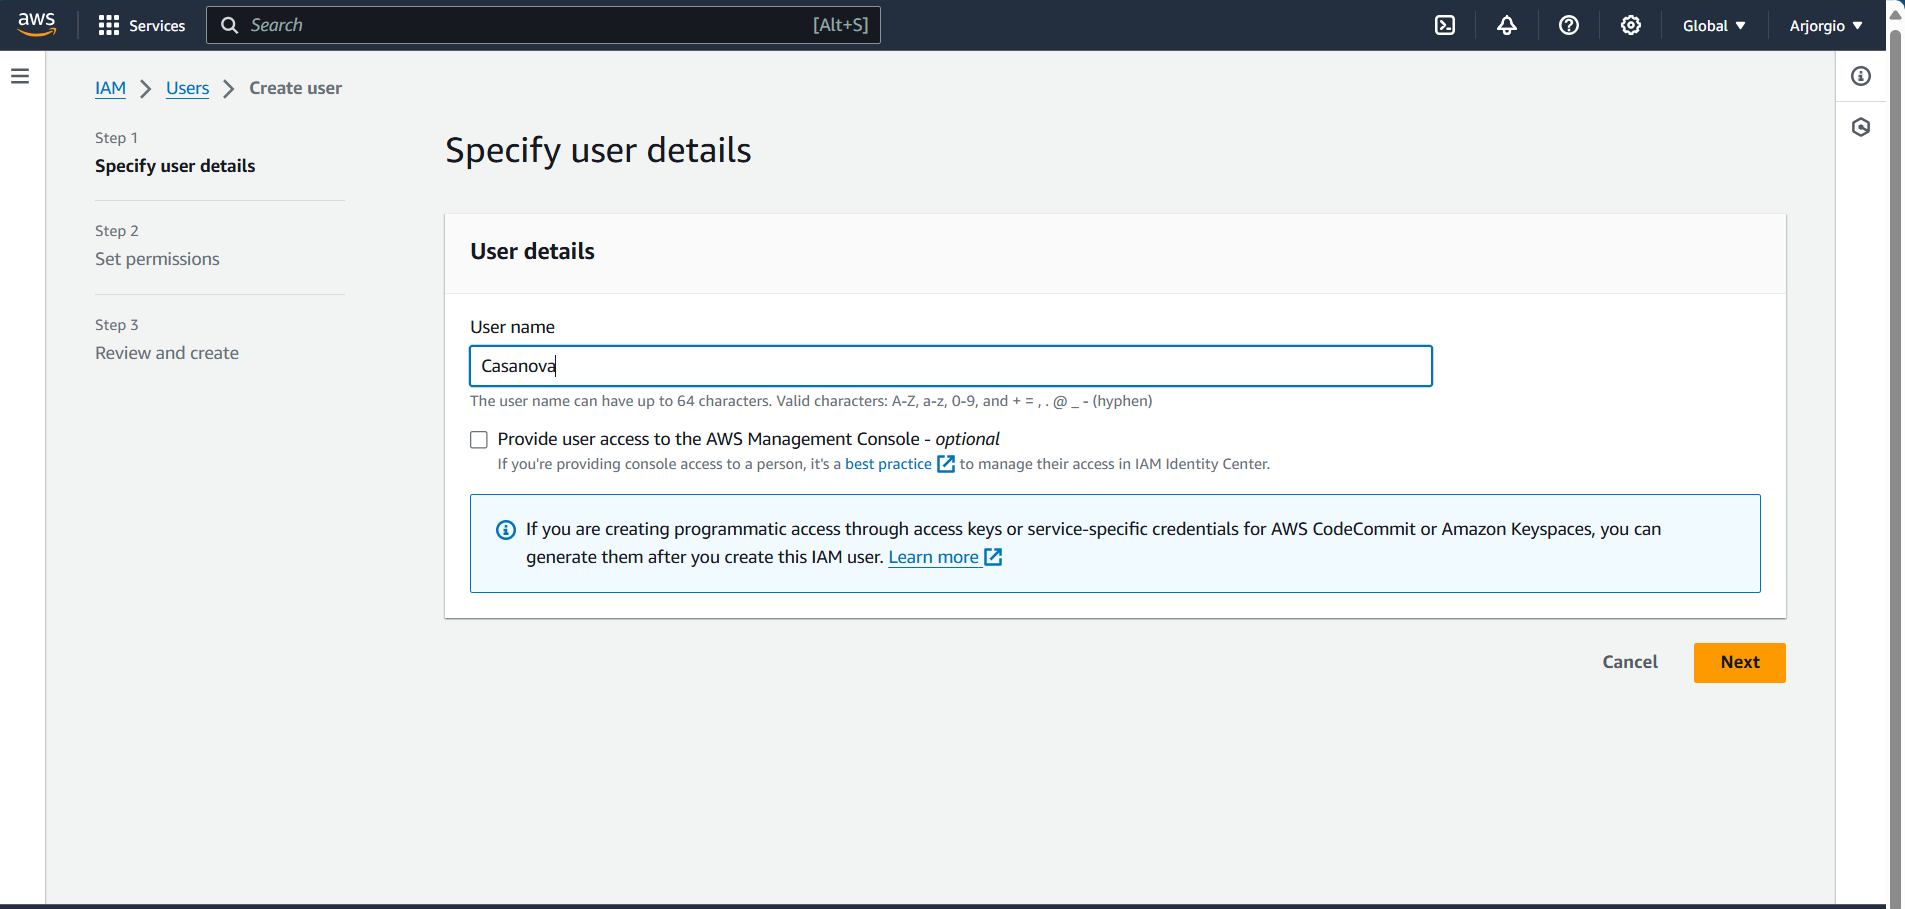 aws
Services
Search [Alt+S]
Global
Arjorgio
IAM Users Create user
Step 1
Specify user details
Step 2
Set permissions
Step 3
Review and create
Specify user details
User details
User name
Casanova
The user name can have up to 64 characters. Valid characters: A-Z, a-z, 0-9, and + = , . @ _ - (hyphen)
Provide user access to the AWS Management Console - optional
If you're providing console access to a person, it's a best practice to manage their access in IAM Identity Center.
If you are creating programmatic access through access keys or service-specific credentials for AWS CodeCommit or Amazon Keyspaces, you can
generate them after you create this IAM user. Learn more
Cancel
Next